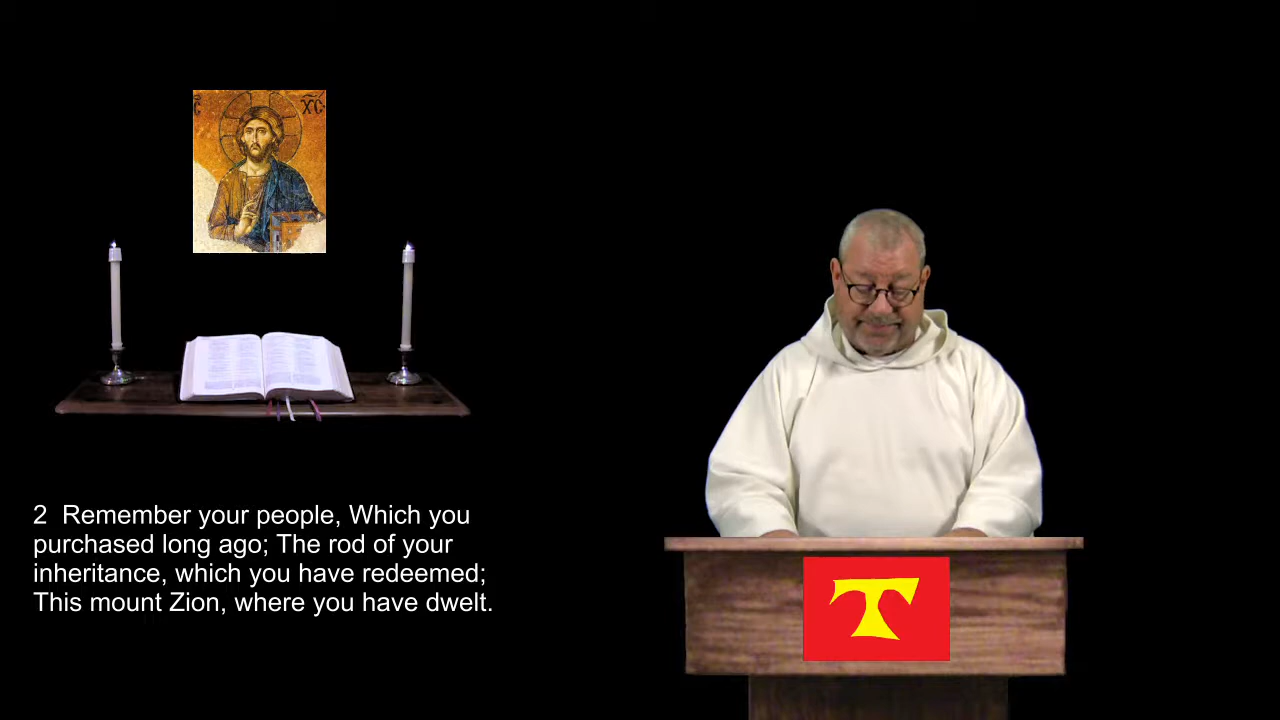 XC
2  Remember your people, Which you
purchased long ago; The rod of your
inheritance, which you have redeemed;
This mount Zion, where you have dwelt.
T